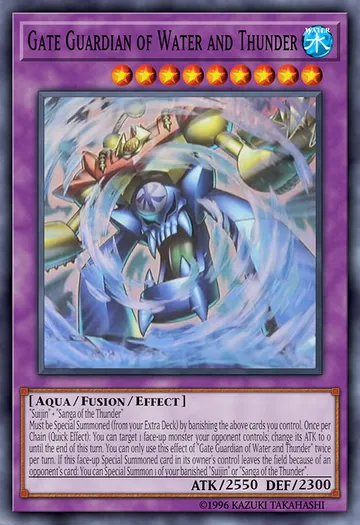 GATE GUARDIAN OF WATER AND THUNDER
WATER
水
[AQUA/FUSION/EFFECT]
"Suijin" + "Sanga of the Thunder"
Must be Special Summoned (from your Extra Deck) by banishing the above cards you control. Once per
Chain (Quick Effect): You can target 1 face-up monster your opponent controls; change its ATK to 0
until the end of this turn. You can only use this effect of "Gate Guardian of Water and Thunder" twice
per turn. If this face-up Special Summoned card in its owner's control leaves the field because of an
opponent's card: You can Special Summon 1 of your banished "Suijin" or "Sanga of the Thunder".
ATK/2550 DEF/2300
©1996 KAZUKI TAKAHASHI